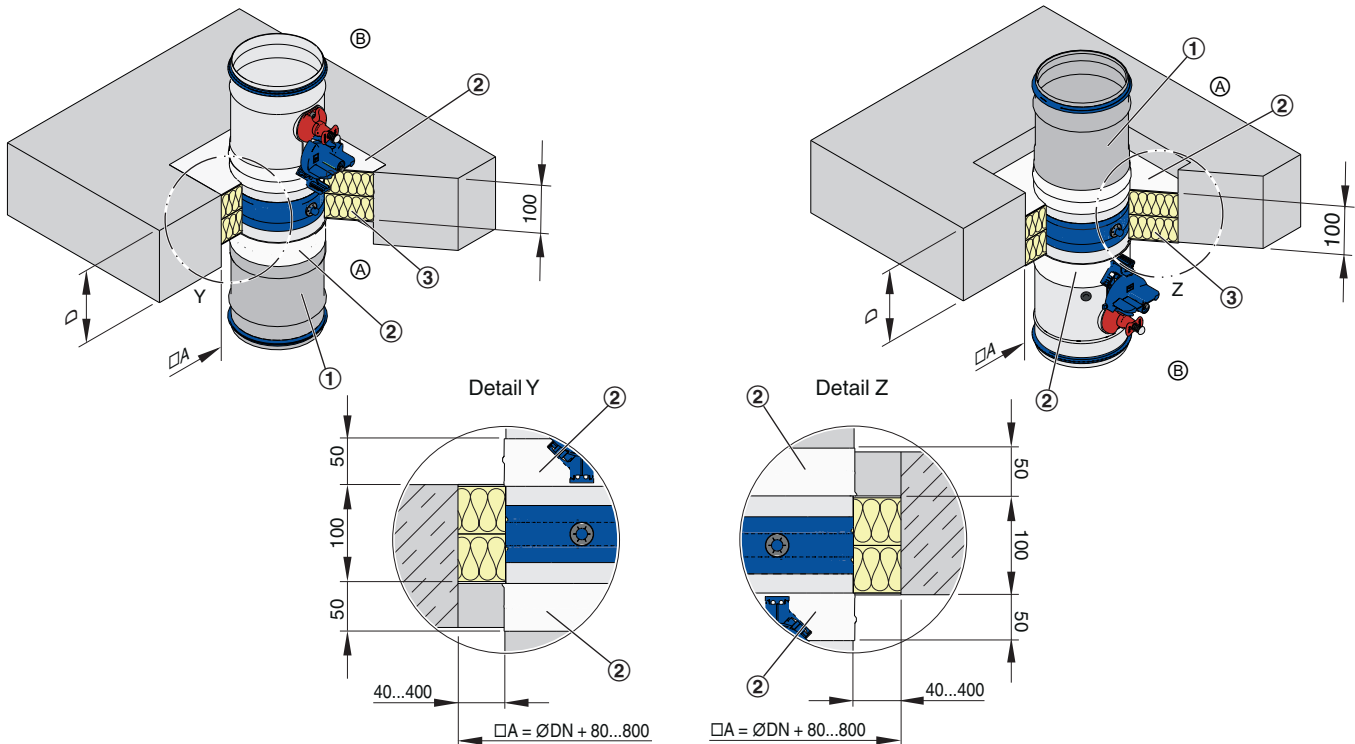 Ⓑ
②
100
③
Ⓐ
②
Y
D
□A
①
①
Ⓐ
②
100
③
Z
D
□A
Ⓑ
②
Detail Y
②
50
100
50
②
40...400
□A = ØDN + 80...800
Detail Z
②
50
100
50
②
40...400
□A = ØDN + 80...800